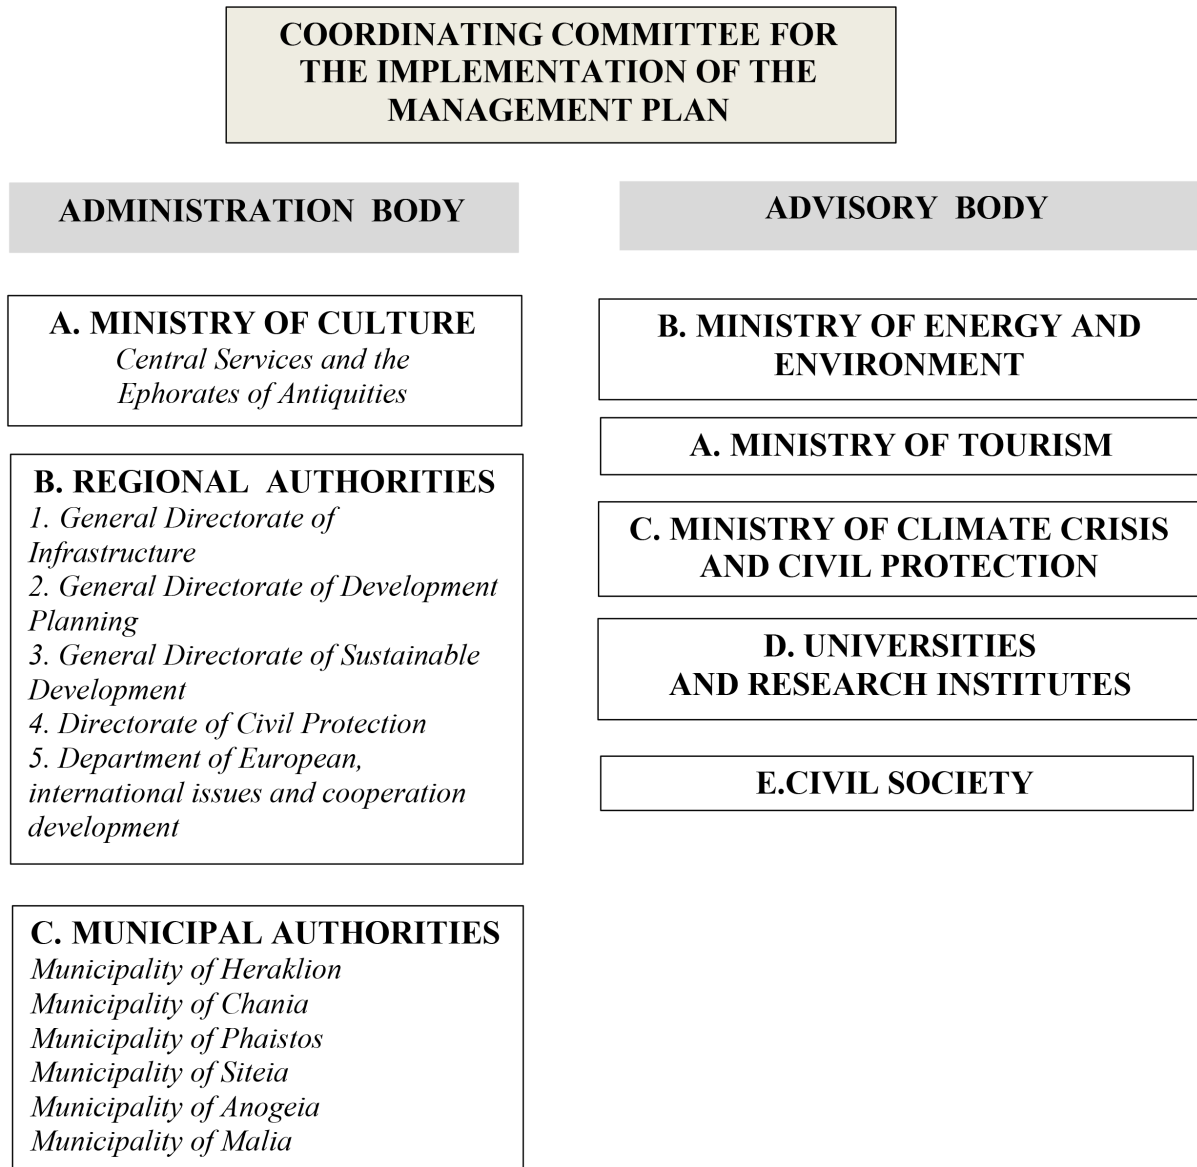 COORDINATING COMMITTEE FOR
THE IMPLEMENTATION OF THE
MANAGEMENT PLAN
ADMINISTRATION BODY
A. MINISTRY OF CULTURE
Central Services and the
Ephorates of Antiquities
B. REGIONAL AUTHORITIES
1. General Directorate of
Infrastructure
2. General Directorate of Development
Planning
3. General Directorate of Sustainable
Development
4. Directorate of Civil Protection
5. Department of European,
international issues and cooperation
development
C. MUNICIPAL AUTHORITIES
Municipality of Heraklion
Municipality of Chania
Municipality of Phaistos
Municipality of Siteia
Municipality of Anogeia
Municipality of Malia
ADVISORY BODY
B. MINISTRY OF ENERGY AND
ENVIRONMENT
A. MINISTRY OF TOURISM
C. MINISTRY OF CLIMATE CRISIS
AND CIVIL PROTECTION
D. UNIVERSITIES
AND RESEARCH INSTITUTES
E.CIVIL SOCIETY